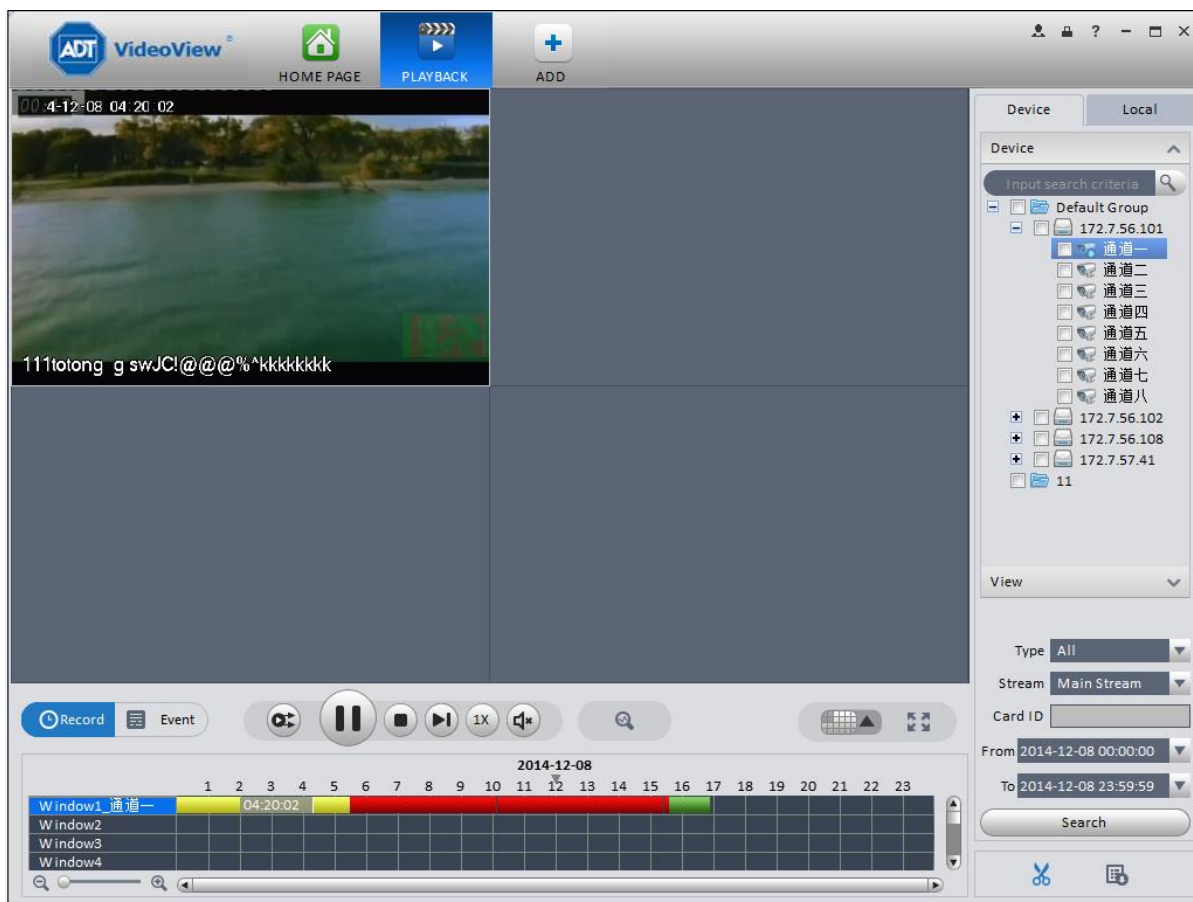 ADT VideoView®
HOME PAGE
PLAYBACK
ADD
00:4-12-08 04:20:02
111totong g swJC!@@@%^kkkkkkkk
Device
Local
Device
Input search criteria
Default Group
172.7.56.101
通道一
通道二
通道三
通道四
通道五
通道六
通道七
通道八
172.7.56.102
172.7.56.108
172.7.57.41
11
View
Type All
Stream Main Stream
Card ID
From 2014-12-08 00:00:00
To 2014-12-08 23:59:59
Search
Record
Event
1X
2014-12-08
1 2 3 4 5 6 7 8 9 10 11 12 13 14 15 16 17 18 19 20 21 22 23
Window1_通道一 04:20:02
Window2
Window3
Window4